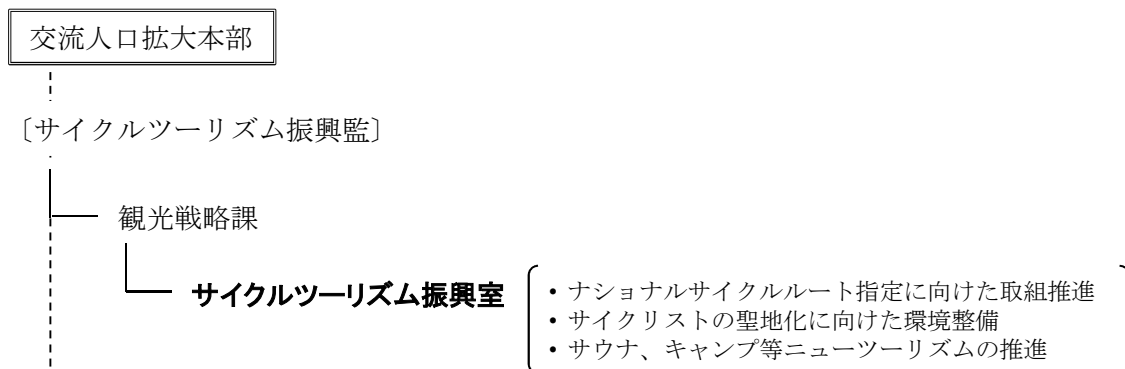 交流人口拡大本部
〔サイクルツーリズム振興監〕
観光戦略課
サイクルツーリズム振興室
・ナショナルサイクルルート指定に向けた取組推進
・サイクリストの聖地化に向けた環境整備
・サウナ、キャンプ等ニューツーリズムの推進